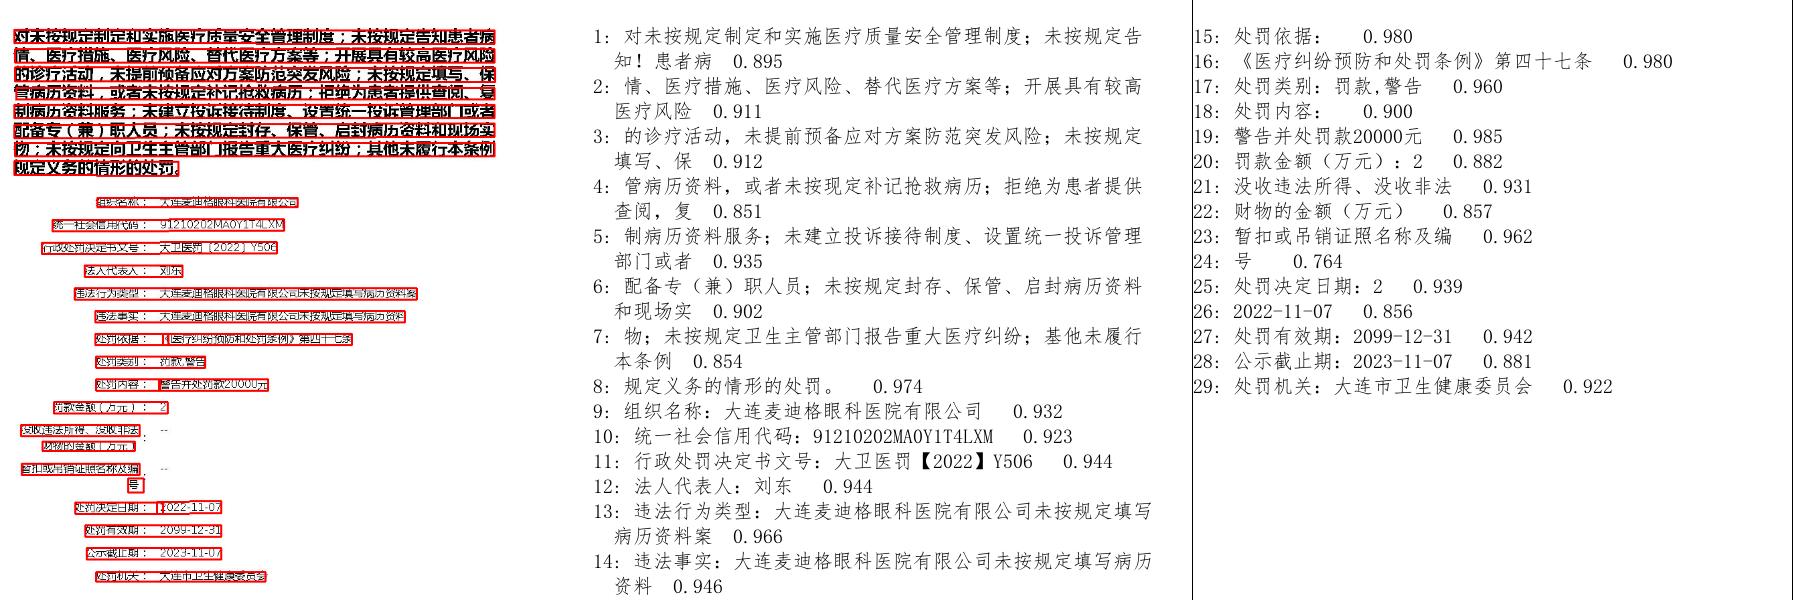 对未按规定制定和实施医疗质量安全管理制度；未按规定告知患者病
情、医疗措施、医疗风险、替代医疗方案等；开展具有较高医疗风险
的诊疗活动，未提前预备应对方案防范突发风险；未按规定填写、保
管病历资料，或者未按规定补记抢救病历；拒绝为患者提供查阅、复
制病历资料服务；未建立投诉接待制度、设置统一投诉管理部门或者
配备专（兼）职人员；未按规定封存、保管、启封病历资料和现场实
物；未按规定向卫生主管部门报告重大医疗纠纷；其他未履行本条例
规定义务的情形的处罚。
组织名称： 大连麦迪格眼科医院有限公司
统一社会信用代码： 91210202MA0Y1T4LXM
行政处罚决定书文号： 大卫医罚〔2022〕Y506
法人代表人： 刘东
违法行为类型： 大连麦迪格眼科医院有限公司未按规定填写病历资料案
违法事实： 大连麦迪格眼科医院有限公司未按规定填写病历资料
处罚依据： 《医疗纠纷预防和处罚条例》第四十七条
处罚类别： 罚款,警告
处罚内容： 警告并处罚款20000元
罚款金额（万元）： 2
没收违法所得、没收非法
财物的金额（万元）： --
暂扣或吊销证照名称及编
号： --
处罚决定日期： 2022-11-07
处罚有效期： 2099-12-31
公示截止期： 2023-11-07
处罚机关： 大连市卫生健康委员会
1: 对未按规定制定和实施医疗质量安全管理制度；未按规定告
知！患者病 0.895
2: 情、医疗措施、医疗风险、替代医疗方案等；开展具有较高
医疗风险 0.911
3: 的诊疗活动，未提前预备应对方案防范突发风险；未按规定
填写、保 0.912
4: 管病历资料，或者未按现定补记抢救病历；拒绝为患者提供
查阅，复 0.851
5: 制病历资料服务；未建立投诉接待制度、设置统一投诉管理
部门或者 0.935
6: 配备专（兼）职人员；未按规定封存、保管、启封病历资料
和现场实 0.902
7: 物；未按规定卫生主管部门报告重大医疗纠纷；基他未履行
本条例 0.854
8: 规定义务的情形的处罚。 0.974
9: 组织名称：大连麦迪格眼科医院有限公司 0.932
10: 统一社会信用代码：91210202MA0Y1T4LXM 0.923
11: 行政处罚决定书文号：大卫医罚【2022】Y506 0.944
12: 法人代表人：刘东 0.944
13: 违法行为类型：大连麦迪格眼科医院有限公司未按规定填写
病历资料案 0.966
14: 违法事实：大连麦迪格眼科医院有限公司未按规定填写病历
资料 0.946
15: 处罚依据： 0.980
16: 《医疗纠纷预防和处罚条例》第四十七条 0.980
17: 处罚类别：罚款,警告 0.960
18: 处罚内容： 0.900
19: 警告并处罚款20000元 0.985
20: 罚款金额（万元）：2 0.882
21: 没收违法所得、没收非法 0.931
22: 财物的金额（万元） 0.857
23: 暂扣或吊销证照名称及编 0.962
24: 号 0.764
25: 处罚决定日期：2 0.939
26: 2022-11-07 0.856
27: 处罚有效期：2099-12-31 0.942
28: 公示截止期：2023-11-07 0.881
29: 处罚机关：大连市卫生健康委员会 0.922